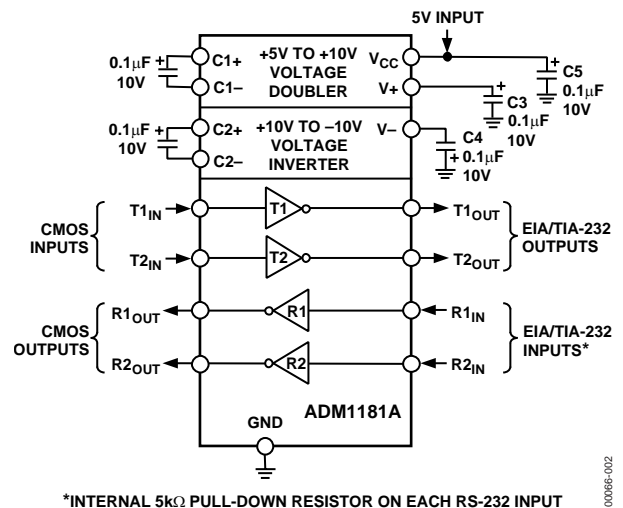 5V INPUT
0.1µF
10V
+
C1+
C1–
+5V TO +10V
VOLTAGE
DOUBLER
VCC
V+
+
C5
0.1µF
10V
+
C3
0.1µF
10V
0.1µF
10V
+
C2+
C2–
+10V TO –10V
VOLTAGE
INVERTER
V–
C4
+
0.1µF
10V
CMOS
INPUTS
T1IN
T1
T1OUT
T2IN
T2
T2OUT
EIA/TIA-232
OUTPUTS
CMOS
OUTPUTS
R1OUT
R1
R1IN
R2OUT
R2
R2IN
EIA/TIA-232
INPUTS*
ADM1181A
GND
*INTERNAL 5kΩ PULL-DOWN RESISTOR ON EACH RS-232 INPUT
00066-002